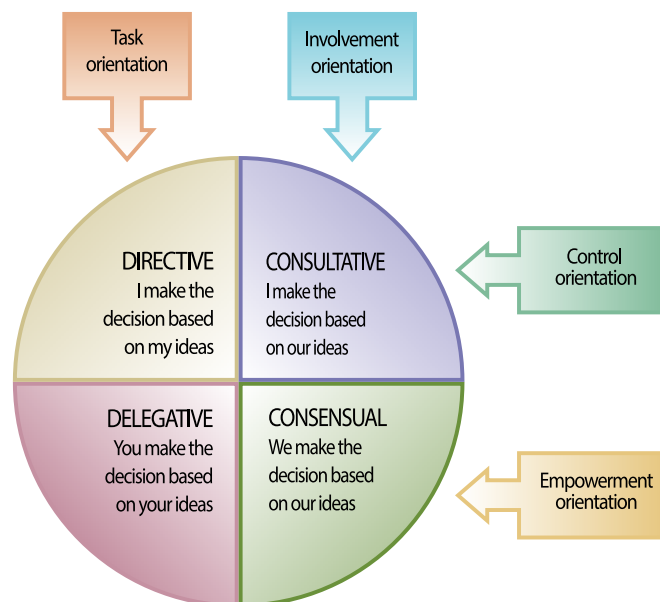 Task
orientation
Involvement
orientation
DIRECTIVE
I make the
decision based
on my ideas
CONSULTATIVE
I make the
decision based
on our ideas
Control
orientation
DELEGATIVE
You make the
decision based
on your ideas
CONSENSUAL
We make the
decision based
on our ideas
Empowerment
orientation